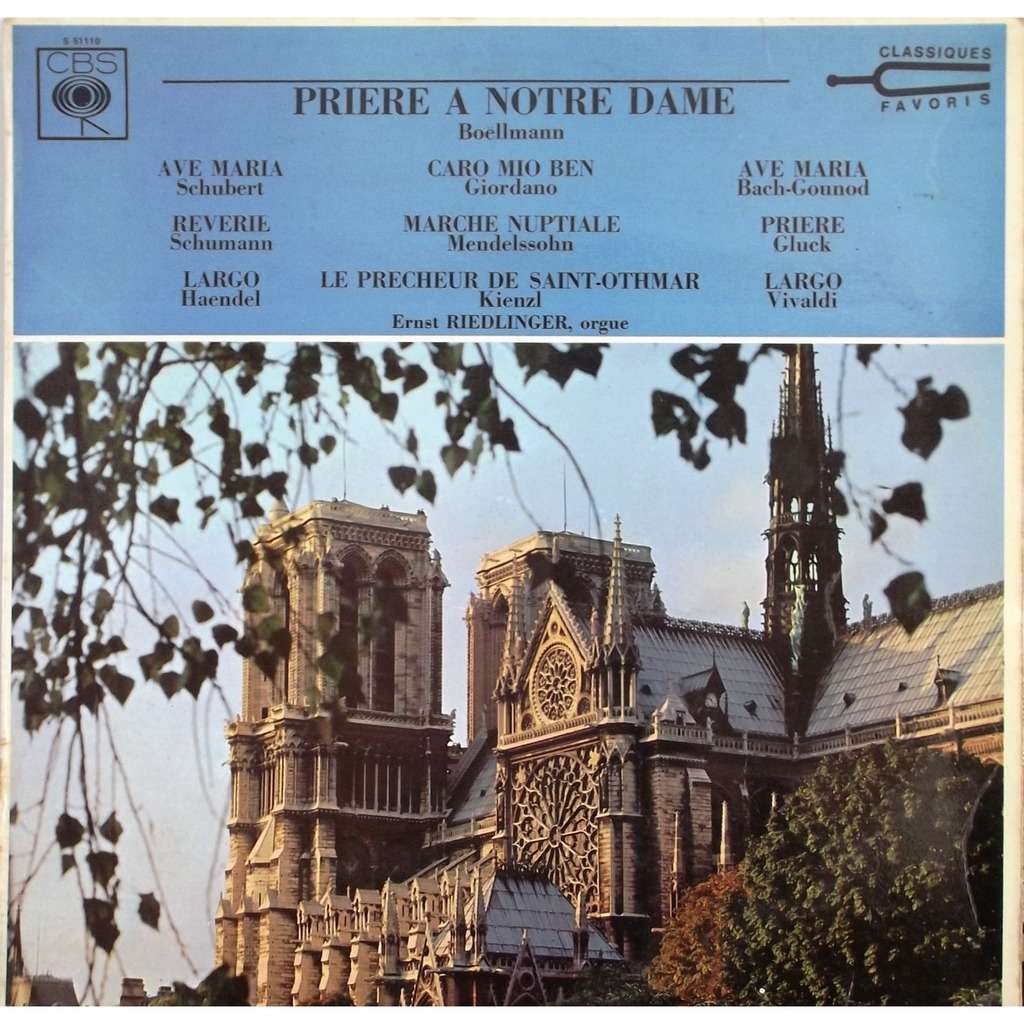 S 51110
CBS
CLASSIQUES
FAVORIS
PRIERE A NOTRE DAME
Boellmann
AVE MARIA
Schubert
CARO MIO BEN
Giordano
AVE MARIA
Bach-Gounod
REVERIE
Schumann
MARCHE NUPTIALE
Mendelssohn
PRIERE
Gluck
LARGO
Haendel
LE PRECHEUR DE SAINT-OTHMAR
Kienzl
LARGO
Vivaldi
Ernst RIEDLINGER, orgue